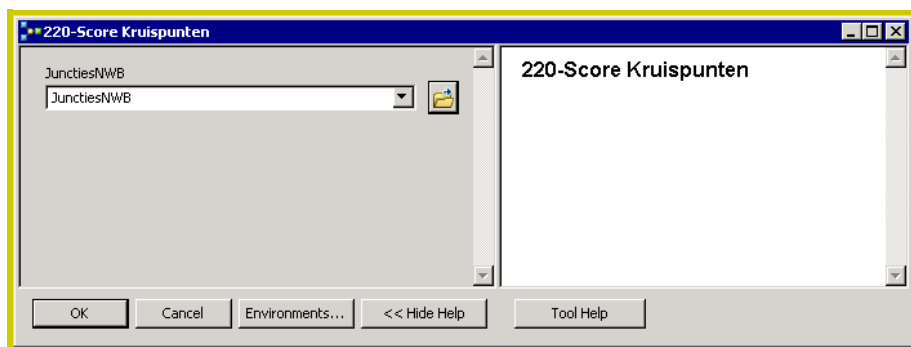 220-Score Kruispunten
JunctiesNWB
JunctiesNWB
220-Score Kruispunten
OK
Cancel
Environments...
<< Hide Help
Tool Help